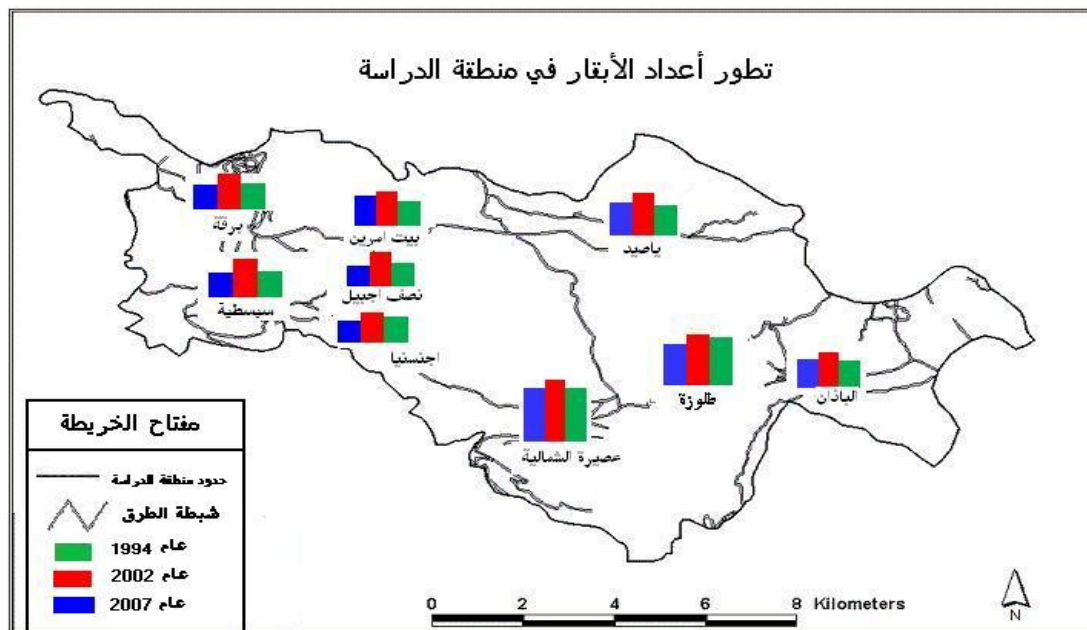 تطور أعداد الأبقار في منطقة الدراسة
برقة
بيت امرين
ياصيد
سبسطية
نصف اجبيل
اجنسنيا
طلوزة
الباذان
عصيرة الشمالية
مفتاح الخريطة
حدود منطقة الدراسة
شبطة الطرق
عام 1994
عام 2002
عام 2007
0 2 4 6 8 Kilometers
N